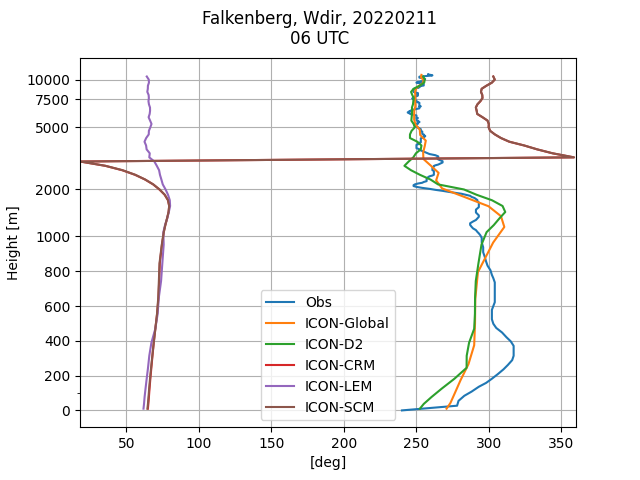 Falkenberg, Wdir, 20220211
06 UTC
10000
7500
5000
2000
1000
800
600
400
200
0
Height [m]
Obs
ICON-Global
ICON-D2
ICON-CRM
ICON-LEM
ICON-SCM
50 100 150 200 250 300 350
[deg]